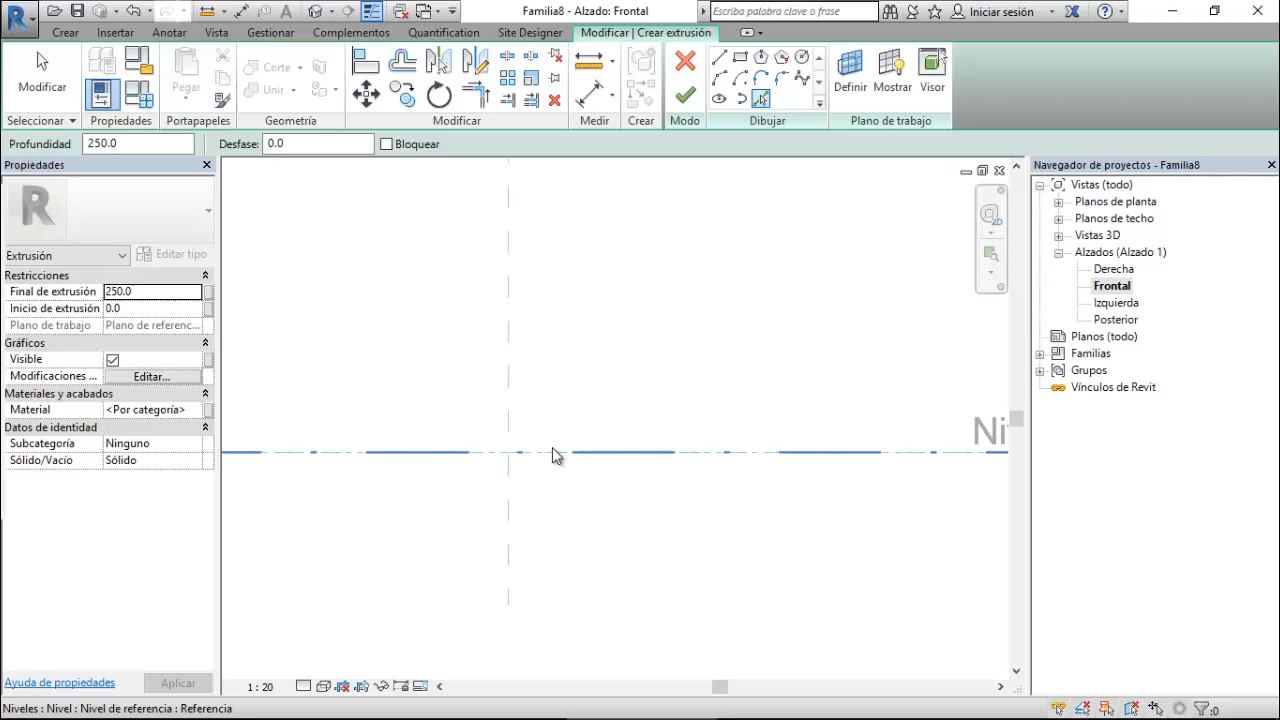 Familia8 - Alzado: Frontal
Escriba palabra clave o frase
Iniciar sesión
Crear
Insertar
Anotar
Vista
Gestionar
Complementos
Quantification
Site Designer
Modificar | Crear extrusión
Modificar
Pegar
Corte
Unir
Definir
Mostrar
Visor
Seleccionar
Propiedades
Portapapeles
Geometría
Modificar
Medir
Crear
Modo
Dibujar
Plano de trabajo
Profundidad 250.0
Desfase: 0.0
Bloquear
Propiedades
Extrusión
Editar tipo
Restricciones
Final de extrusión 250.0
Inicio de extrusión 0.0
Plano de trabajo Plano de referenc...
Gráficos
Visible
Modificaciones ... Editar...
Materiales y acabados
Material <Por categoría>
Datos de identidad
Subcategoría Ninguno
Sólido/Vacío Sólido
Ayuda de propiedades
Aplicar
2D
Ni
1 : 20
Navegador de proyectos - Familia8
Vistas (todo)
Planos de planta
Planos de techo
Vistas 3D
Alzados (Alzado 1)
Derecha
Frontal
Izquierda
Posterior
Planos (todo)
Familias
Grupos
Vínculos de Revit
Niveles : Nivel : Nivel de referencia : Referencia
:0